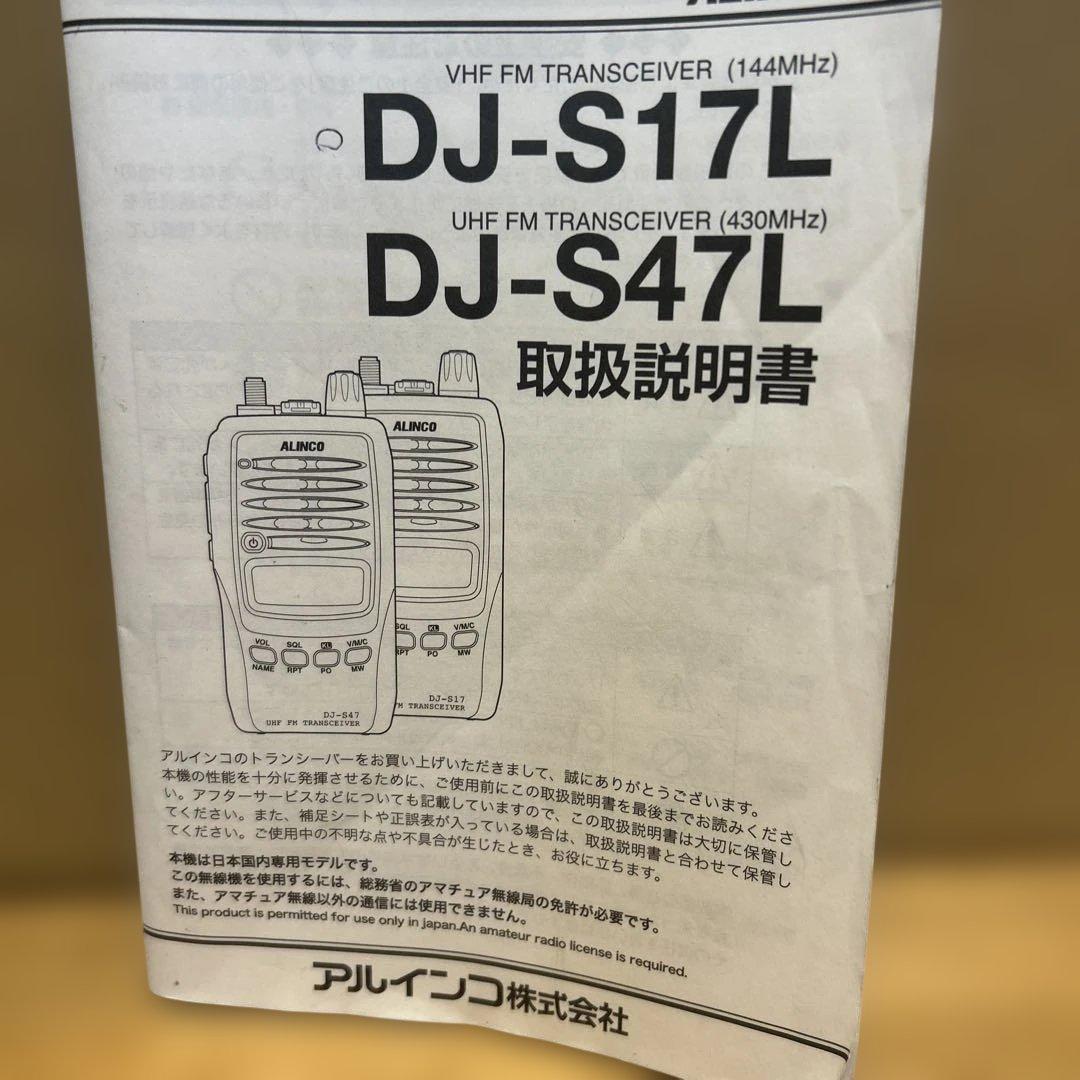 VHF FM TRANSCEIVER (144MHz)
DJ-S17L
UHF FM TRANSCEIVER (430MHz)
DJ-S47L
取扱説明書
ALINCO
ALINCO
VOL SQL KL V/M/C
NAME RPT PO MW
SQL KL V/M/C
RPT PO MW
DJ-S17
FM TRANSCEIVER
DJ-S47
UHF FM TRANSCEIVER
アルインコのトランシーバーをお買い上げいただきまして、誠にありがとうございます。
本機の性能を十分に発揮させるために、ご使用前にこの取扱説明書を最後までお読みくださ
い。アフターサービスなどについても記載していますので、この取扱説明書は大切に保管し
てください。また、補足シートや正誤表が入っている場合は、取扱説明書と合わせて保管し
てください。ご使用中の不明な点や不具合が生じたとき、お役に立ちます。
本機は日本国内専用モデルです。
この無線機を使用するには、総務省のアマチュア無線局の免許が必要です。
また、アマチュア無線以外の通信には使用できません。
This product is permitted for use only in japan.An amateur radio license is required.
アルインコ株式会社